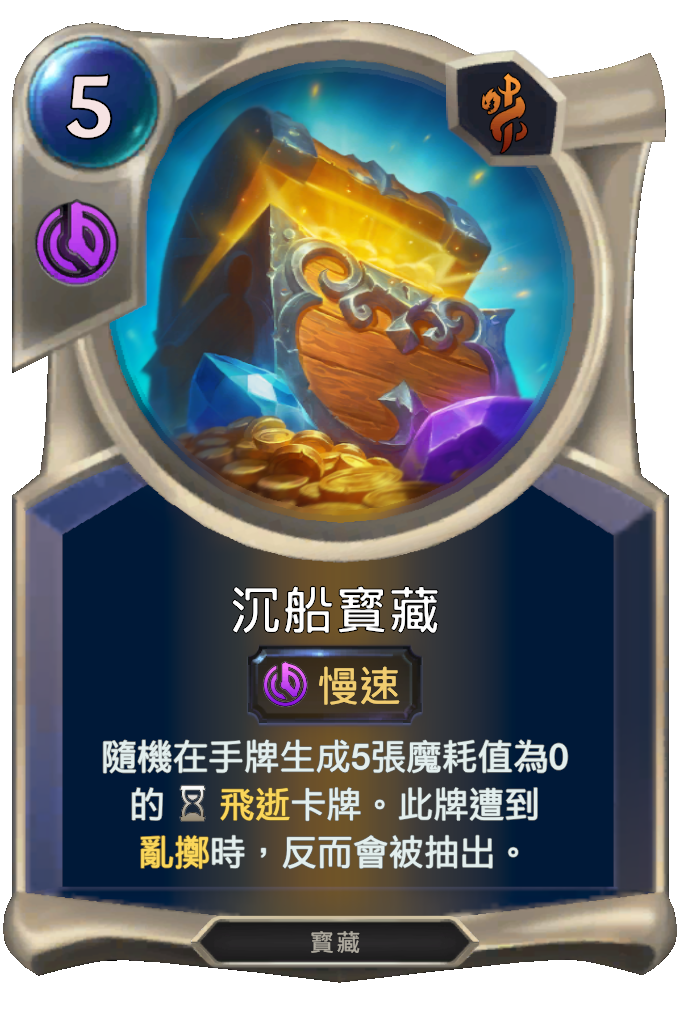 5
沉船寶藏
慢速
隨機在手牌生成5張魔耗值為0
的 飛逝卡牌。此牌遭到
亂擲時，反而會被抽出。
寶藏